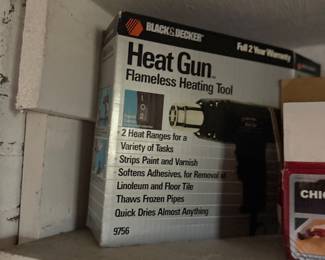 BLACK&DECKER
Full 2 Year Warranty
Heat Gun
Flameless Heating Tool
2 Heat Ranges for a
Variety of Tasks
Strips Paint and Varnish
Softens Adhesives, for Removal of
Linoleum and Floor Tile
Thaws Frozen Pipes
Quick Dries Almost Anything
9756